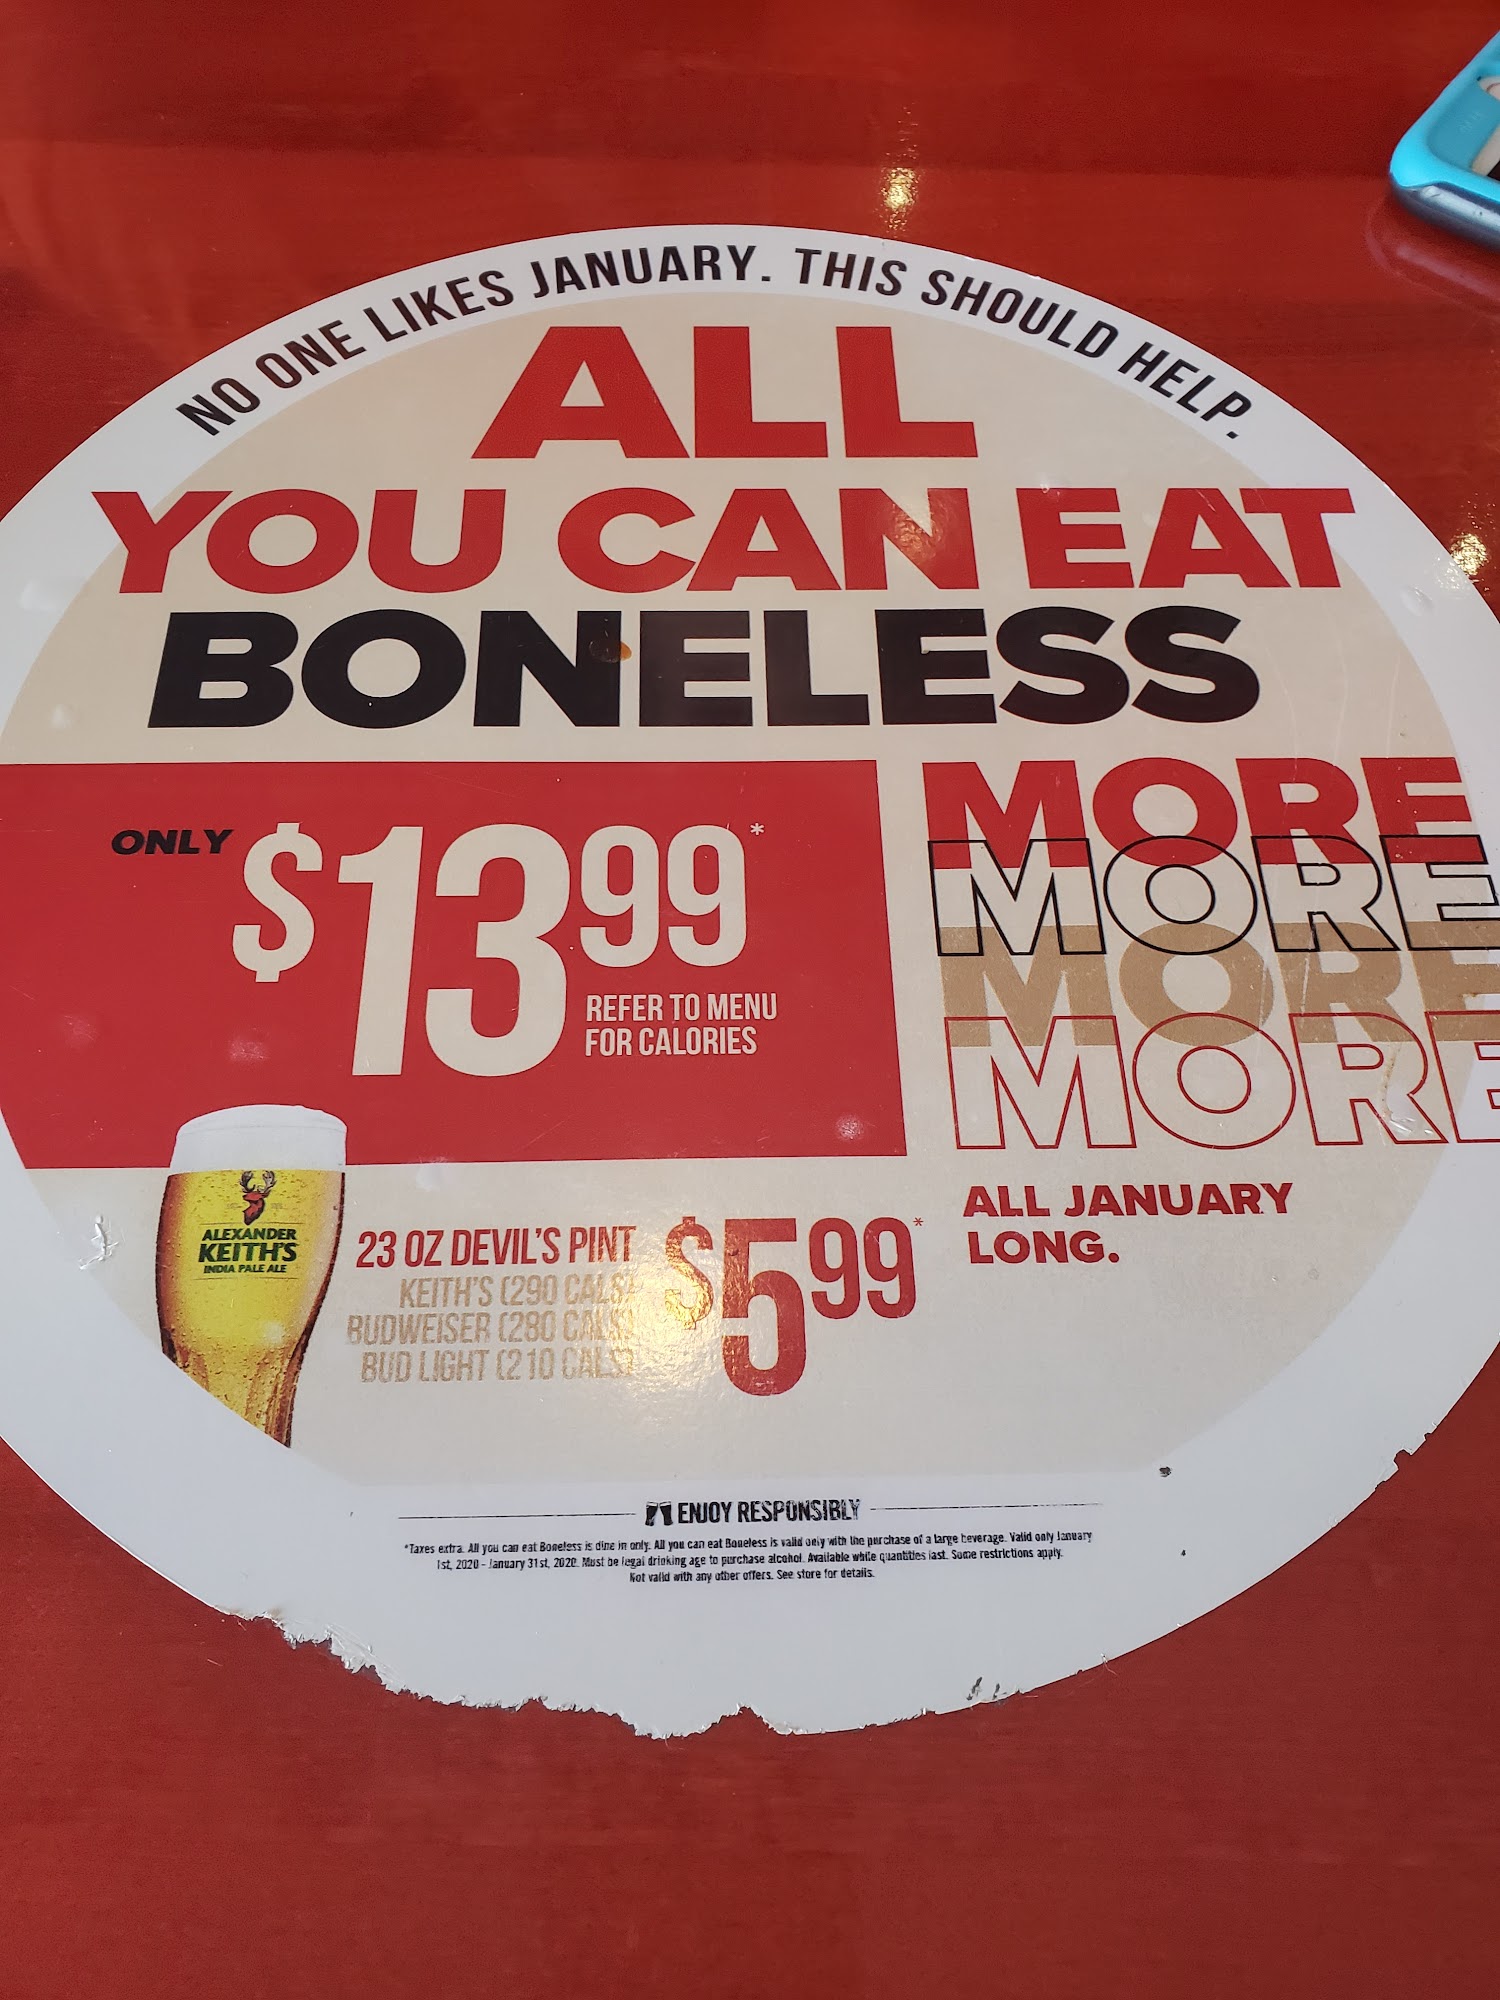 NO ONE LIKES JANUARY. THIS SHOULD HELP.
ALL
YOU CAN EAT
BONELESS
ONLY $13 99*
REFER TO MENU
FOR CALORIES
MORE
MORE
MORE
MORE
ALL JANUARY
LONG.
ALEXANDER
KEITH'S
INDIA PALE ALE
23 OZ DEVIL'S PINT
KEITH'S (290 CALS)
BUDWEISER (280 CALS)
BUD LIGHT (210 CALS)
$5 99*
ENJOY RESPONSIBLY
*Taxes extra. All you can eat Boneless is dine in only. All you can eat Boneless is valid only with the purchase of a large beverage. Valid only January
1st, 2020 - January 31st, 2020. Must be legal drinking age to purchase alcohol. Available while quantities last. Some restrictions apply.
Not valid with any other offers. See store for details.